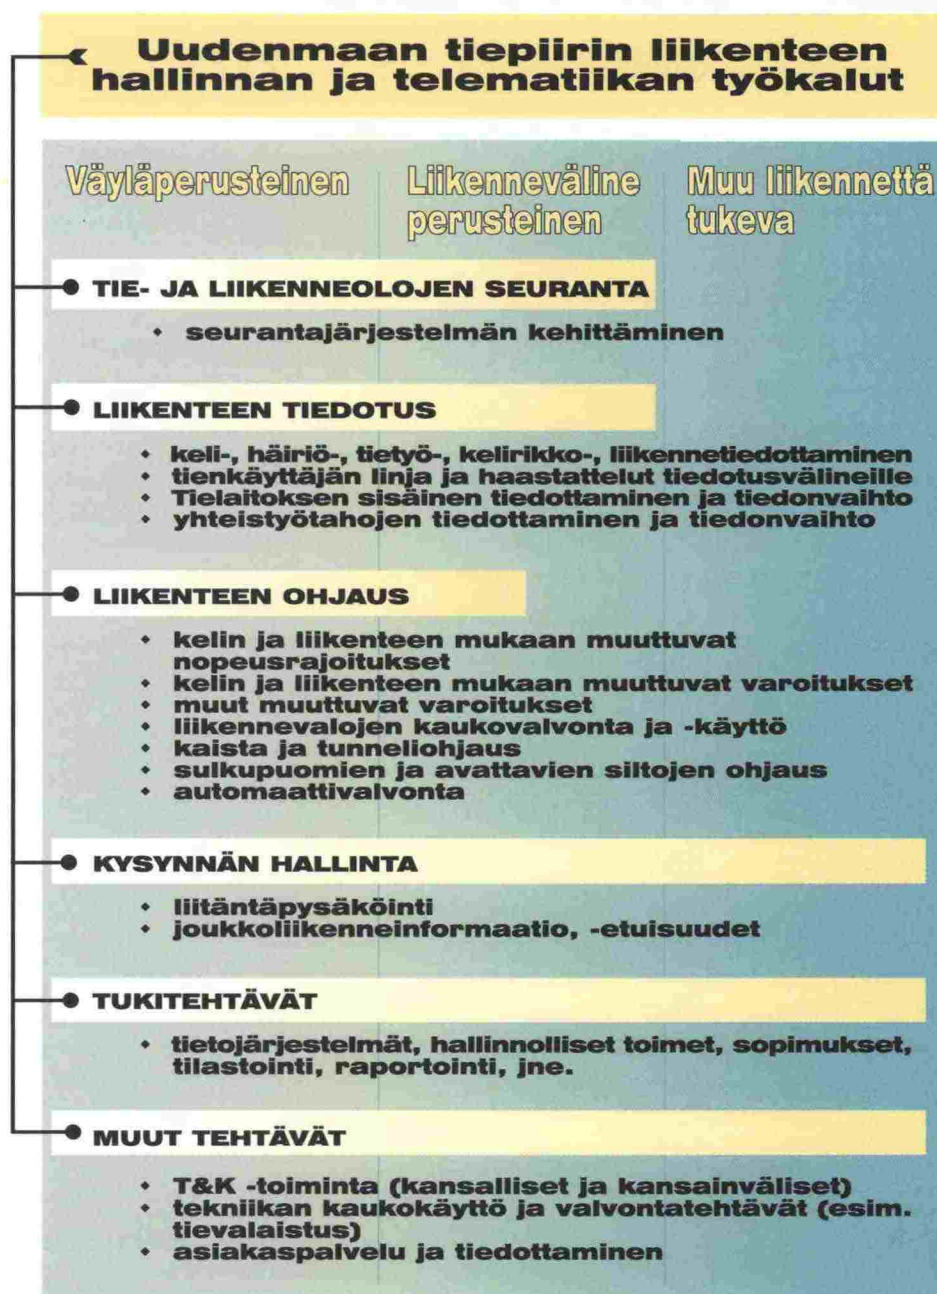 Uudenmaan tiepiirin liikenteen
hallinnan ja telematiikan työkalut
Väyläperusteinen
Liikenneväline
perusteinen
Muu liikennettä
tukeva
TIE- JA LIIKENNEOLOJEN SEURANTA
• seurantajärjestelmän kehittäminen
LIIKENTEEN TIEDOTUS
• keli-, häiriö-, tietyö-, kelirikko-, liikennetiedottaminen
• tienkäyttäjän linja ja haastattelut tiedotusvälineille
• Tielaitoksen sisäinen tiedottaminen ja tiedonvaihto
• yhteistyötahojen tiedottaminen ja tiedonvaihto
LIIKENTEEN OHJAUS
• kelin ja liikenteen mukaan muuttuvat
nopeusrajoitukset
• kelin ja liikenteen mukaan muuttuvat varoitukset
• muut muuttuvat varoitukset
• liikennevalojen kaukovalvonta ja -käyttö
• kaista ja tunneliohjaus
• sulkupuomien ja avattavien siltojen ohjaus
• automaattivalvonta
KYSYNNÄN HALLINTA
• liitäntäpysäköinti
• joukkoliikenneinformaatio, -etuisuudet
TUKITEHTÄVÄT
• tietojärjestelmät, hallinnolliset toimet, sopimukset,
tilastointi, raportointi, jne.
MUUT TEHTÄVÄT
• T&K -toiminta (kansalliset ja kansainväliset)
• tekniikan kaukokäyttö ja valvontatehtävät (esim.
tievalaistus)
• asiakaspalvelu ja tiedottaminen